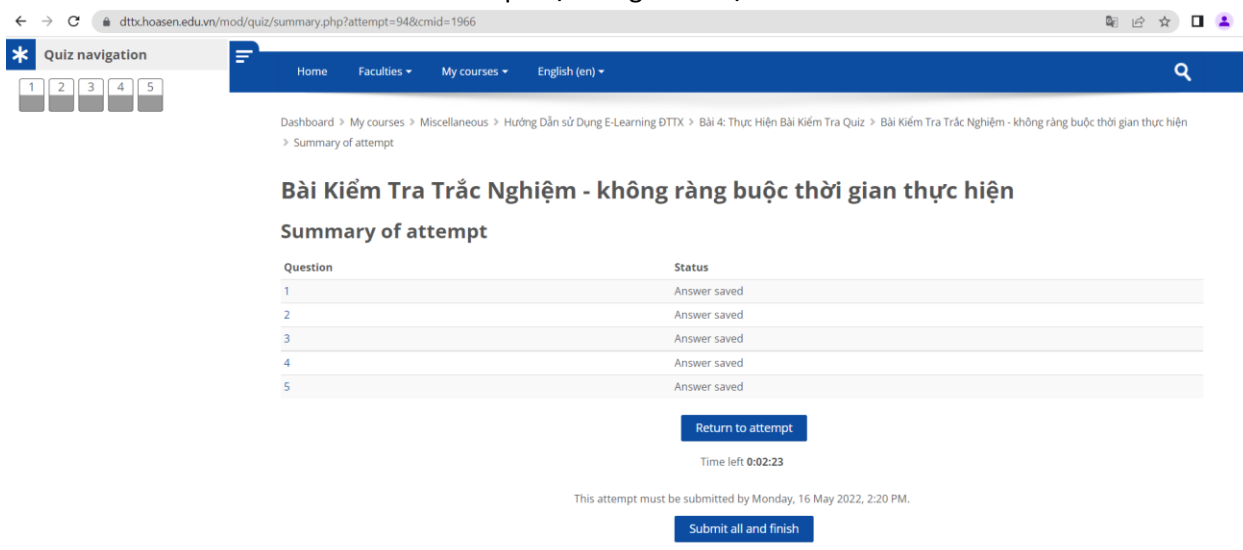 dttx.hoasen.edu.vn/mod/quiz/summary.php?attempt=94&cmid=1966
Quiz navigation
1 2 3 4 5
Home Faculties My courses English (en)
Dashboard > My courses > Miscellaneous > Hướng Dẫn sử Dụng E-Learning ĐTTX > Bài 4: Thực Hiện Bài Kiểm Tra Quiz > Bài Kiểm Tra Trắc Nghiệm - không ràng buộc thời gian thực hiện
> Summary of attempt
Bài Kiểm Tra Trắc Nghiệm - không ràng buộc thời gian thực hiện
Summary of attempt
Question Status
1 Answer saved
2 Answer saved
3 Answer saved
4 Answer saved
5 Answer saved
Return to attempt
Time left 0:02:23
This attempt must be submitted by Monday, 16 May 2022, 2:20 PM.
Submit all and finish